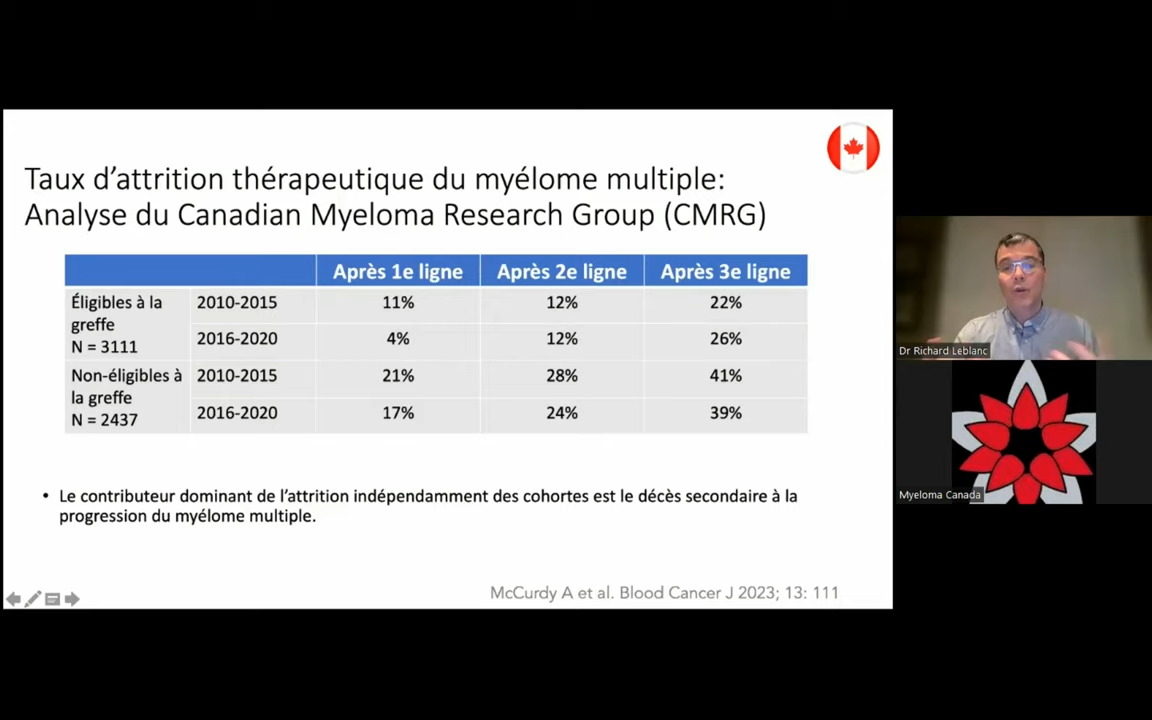 Taux d’attrition thérapeutique du myélome multiple:
Analyse du Canadian Myeloma Research Group (CMRG)
Après 1e ligne Après 2e ligne Après 3e ligne
Éligibles à la greffe N = 3111
2010-2015 11% 12% 22%
2016-2020 4% 12% 26%
Non-éligibles à la greffe N = 2437
2010-2015 21% 28% 41%
2016-2020 17% 24% 39%
• Le contributeur dominant de l’attrition indépendamment des cohortes est le décès secondaire à la
progression du myélome multiple.
McCurdy A et al. Blood Cancer J 2023; 13: 111
Dr Richard Leblanc
Myeloma Canada